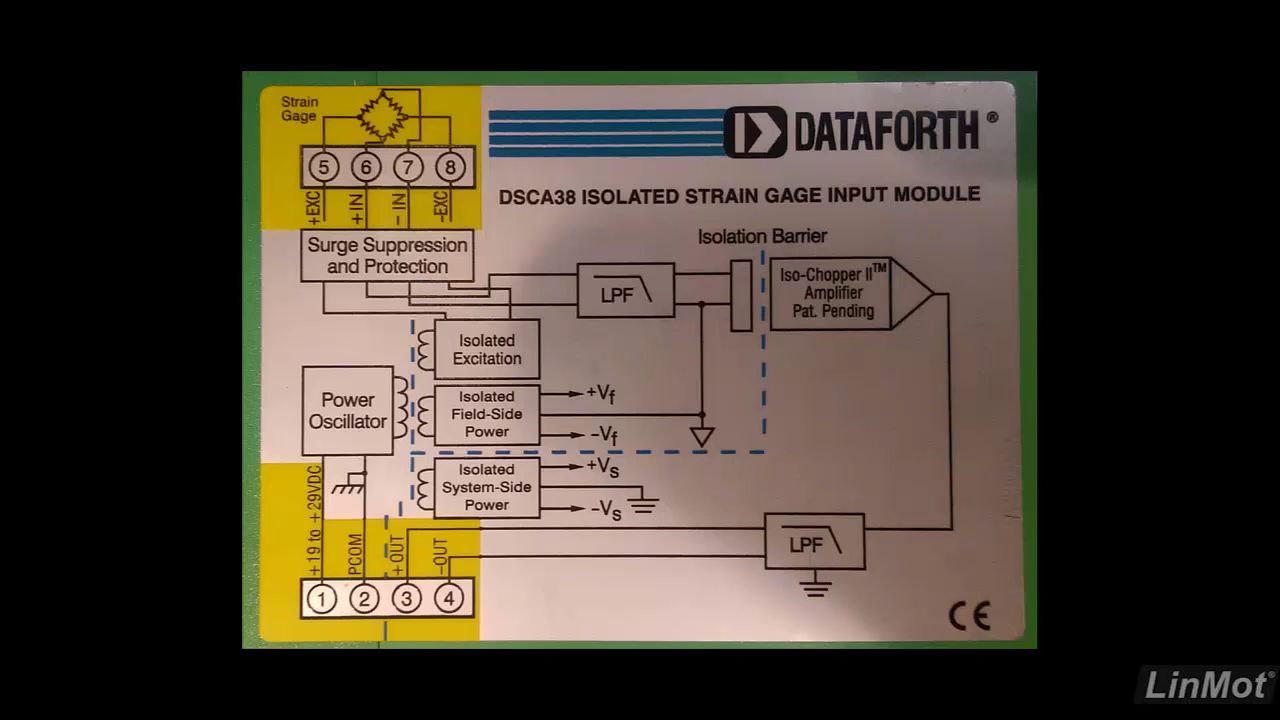 Strain
Gage
5 6 7 8
+EXC
+IN
-IN
-EXC
DATAFORTH®
DSCA38 ISOLATED STRAIN GAGE INPUT MODULE
Surge Suppression
and Protection
Isolation Barrier
LPF
Iso-Chopper II™
Amplifier
Pat. Pending
Isolated
Excitation
Power
Oscillator
Isolated
Field-Side
Power
+Vf
-Vf
Isolated
System-Side
Power
+Vs
-Vs
+19 to +29VDC
PCOM
+OUT
-OUT
LPF
1 2 3 4
CE
LinMot®